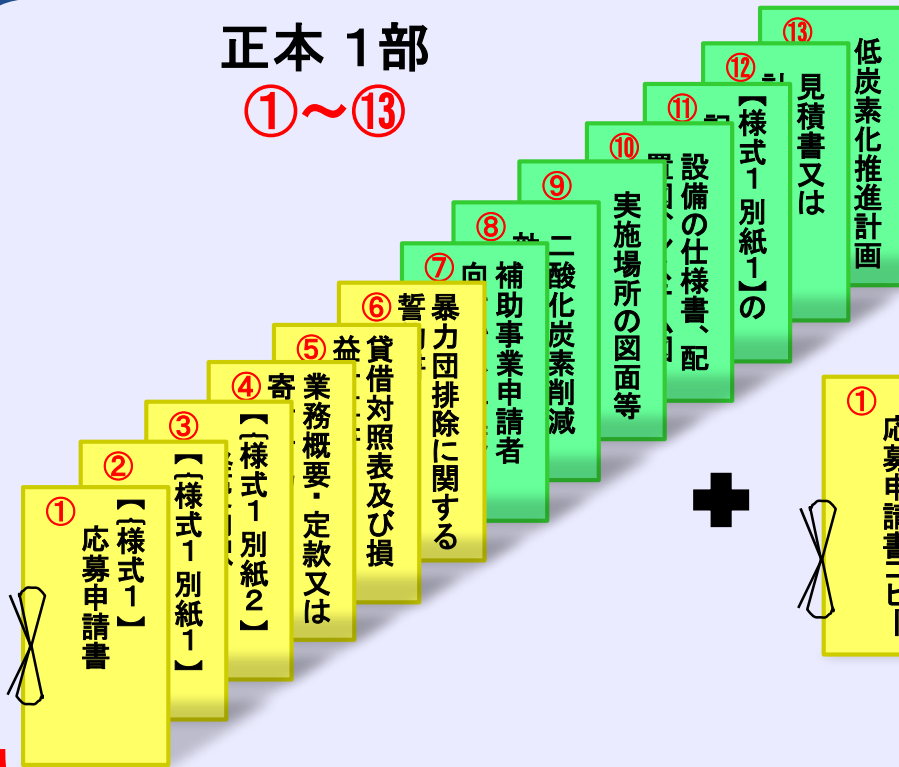 正本 1部
①～⑬
①
【様式1】
応募申請書
②
【様式1 別紙1】
③
【様式1 別紙2】
④
業務概要・定款又は
寄
⑤
貸借対照表及び損
益
⑥
暴力団排除に関する
誓
⑦
補助事業申請者
向
⑧
二酸化炭素削減
⑨
実施場所の図面等
⑩
設備の仕様書、配
⑪
【様式1 別紙1】の
⑫
見積書又は
⑬
低炭素化推進計画
①
応募申請書コピー